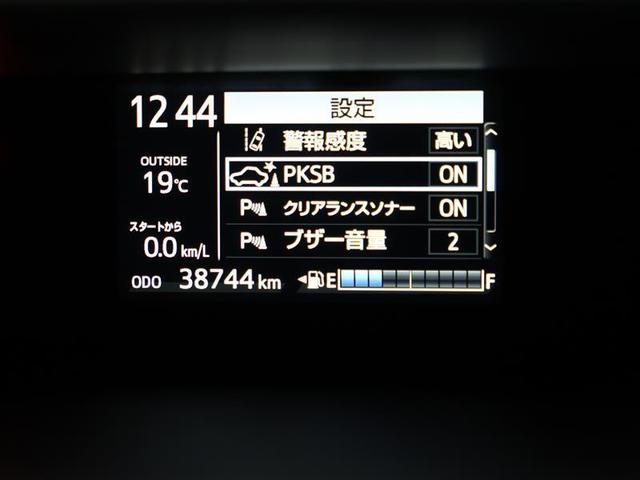 12:44 設定
警報感度 高い
OUTSIDE
19℃
PKSB ON
P クリアランスソナー ON
スタートから
0.0 km/L
P ブザー音量 2
ODO 38744 km E F